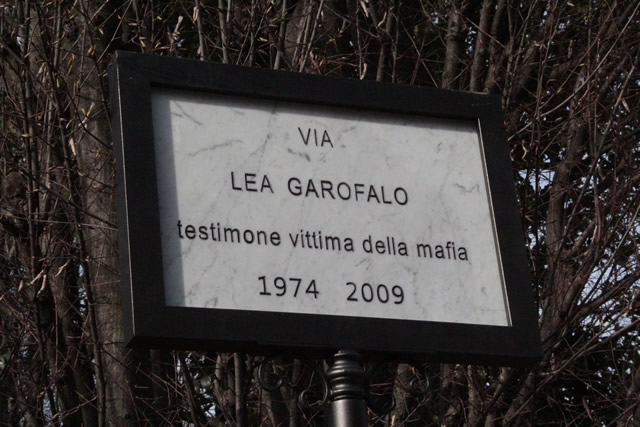 VIA
LEA GAROFALO
testimone vittima della mafia
1974 2009